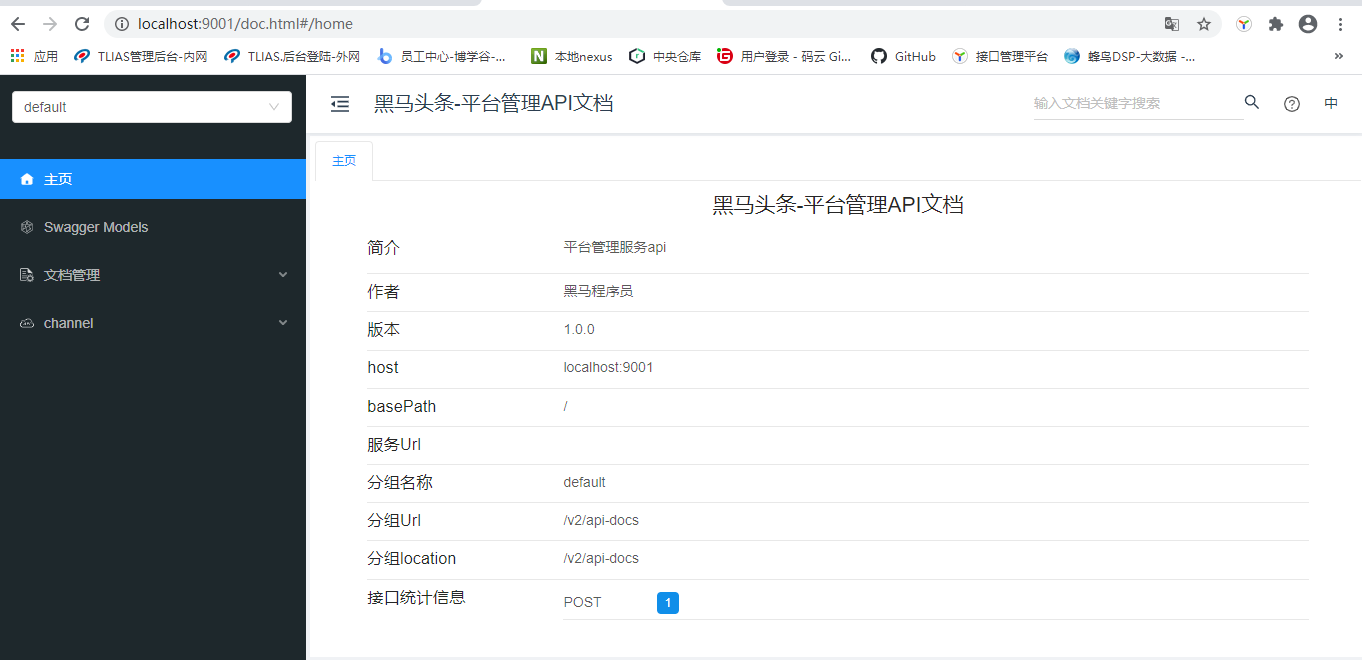 localhost:9001/doc.html#/home
应用 TLIAS管理后台-内网 TLIAS.后台登陆-外网 员工中心-博学谷-... 本地nexus 中央仓库 用户登录 - 码云 Gi... GitHub 接口管理平台 蜂鸟DSP-大数据 -... »
default 黑马头条-平台管理API文档 输入文档关键字搜索 中
主页
主页
Swagger Models
文档管理
channel
黑马头条-平台管理API文档
简介 平台管理服务api
作者 黑马程序员
版本 1.0.0
host localhost:9001
basePath /
服务Url
分组名称 default
分组Url /v2/api-docs
分组location /v2/api-docs
接口统计信息 POST 1